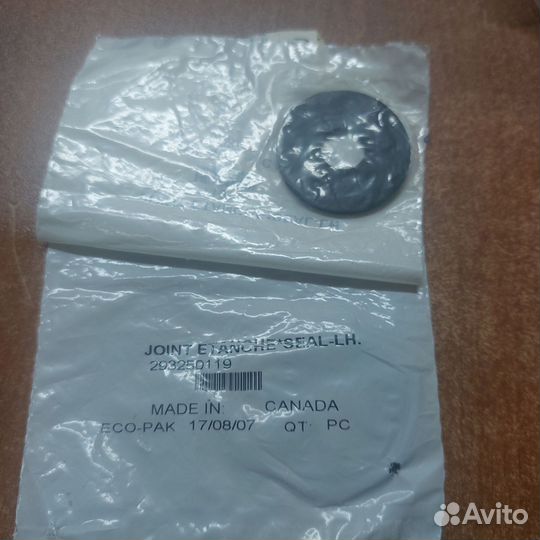 JOINT ETANCHE*SEAL-LH.
293250119
MADE IN: CANADA
ECO-PAK 17/08/07 QT: PC
Avito